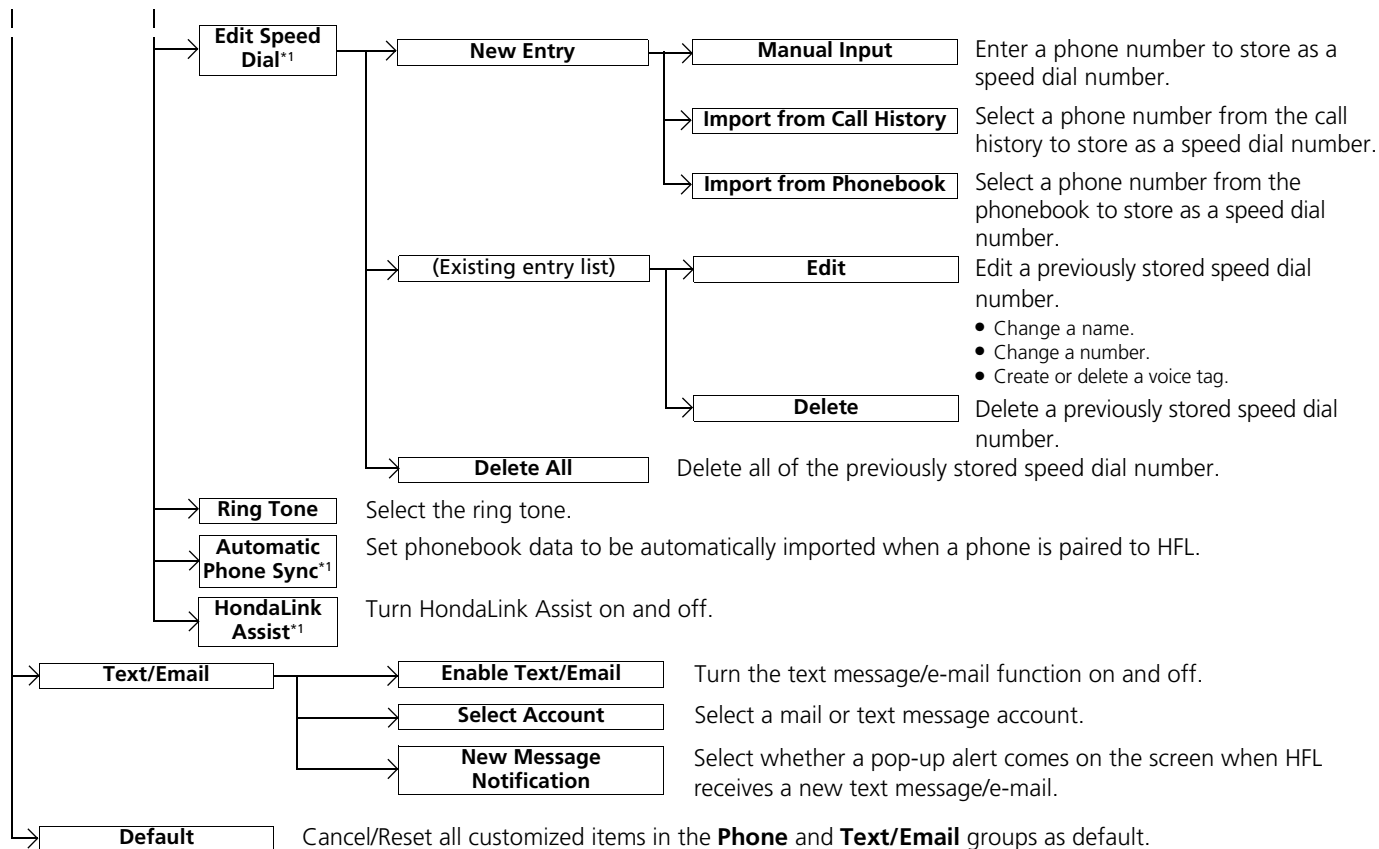 Edit Speed
Dial*1
New Entry
Manual Input
Enter a phone number to store as a
speed dial number.
Import from Call History
Select a phone number from the call
history to store as a speed dial number.
Import from Phonebook
Select a phone number from the
phonebook to store as a speed dial
number.
(Existing entry list)
Edit
Edit a previously stored speed dial
number.
● Change a name.
● Change a number.
● Create or delete a voice tag.
Delete
Delete a previously stored speed dial
number.
Delete All
Delete all of the previously stored speed dial number.
Ring Tone
Select the ring tone.
Automatic
Phone Sync*1
Set phonebook data to be automatically imported when a phone is paired to HFL.
HondaLink
Assist*1
Turn HondaLink Assist on and off.
Text/Email
Enable Text/Email
Turn the text message/e-mail function on and off.
Select Account
Select a mail or text message account.
New Message
Notification
Select whether a pop-up alert comes on the screen when HFL
receives a new text message/e-mail.
Default
Cancel/Reset all customized items in the Phone and Text/Email groups as default.